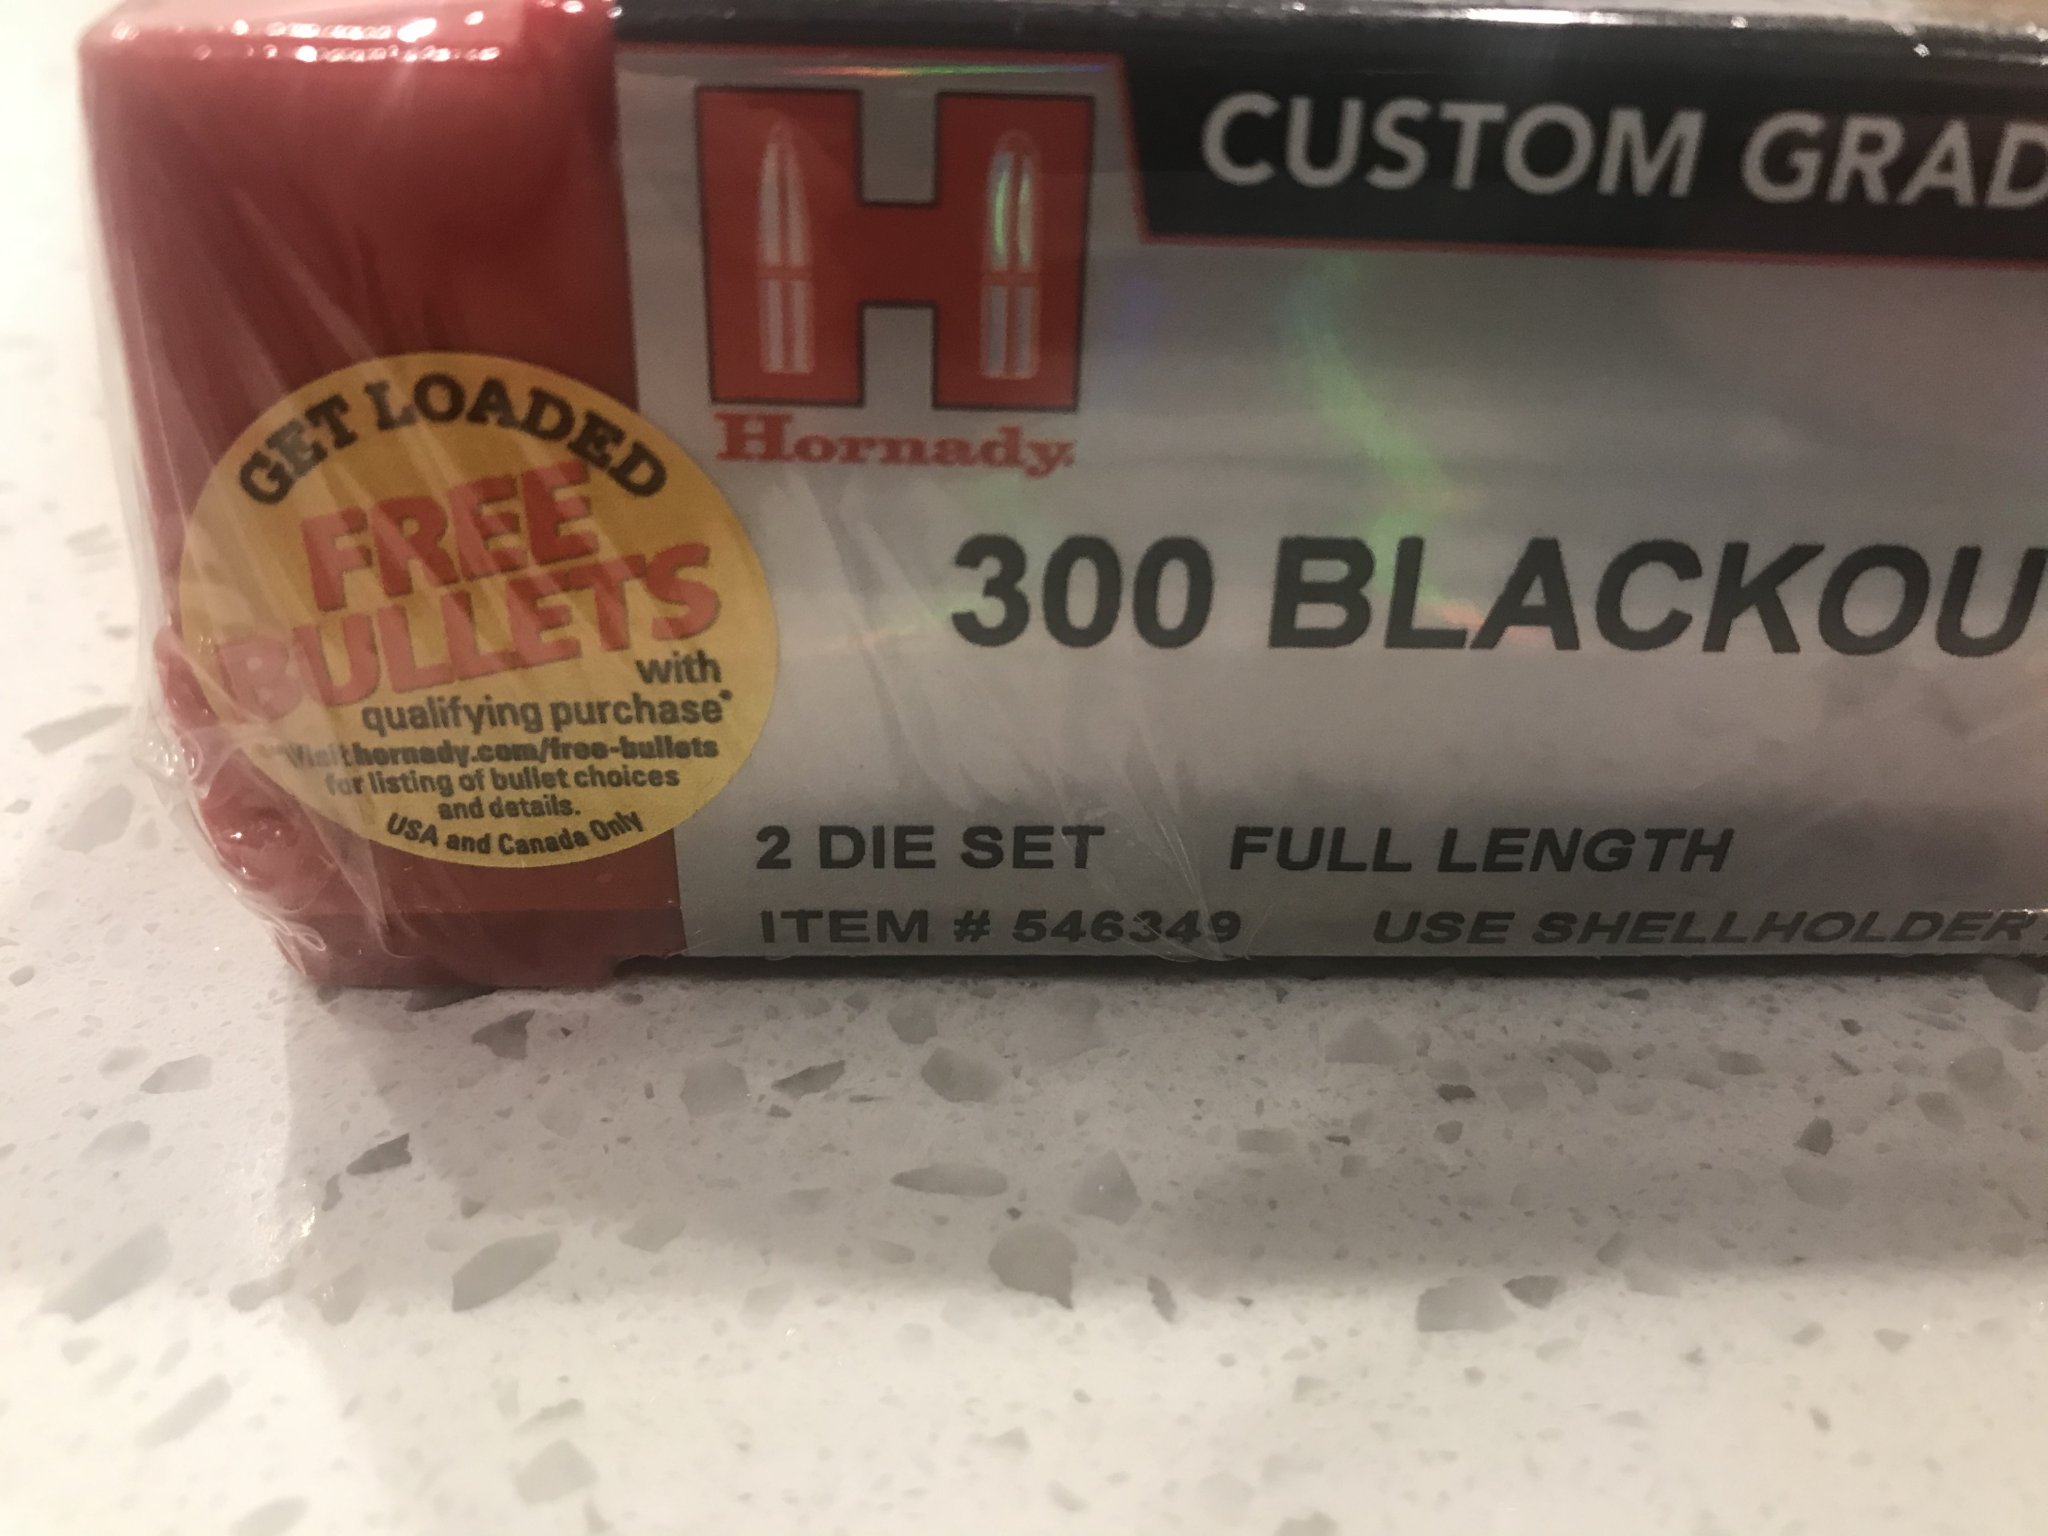 CUSTOM GRAD
Hornady
300 BLACKOU
2 DIE SET FULL LENGTH
ITEM # 546349 USE SHELLHOLDER
GET LOADED
FREE
BULLETS
with
qualifying purchase*
Visit hornady.com/free-bullets
for listing of bullet choices
and details.
USA and Canada Only